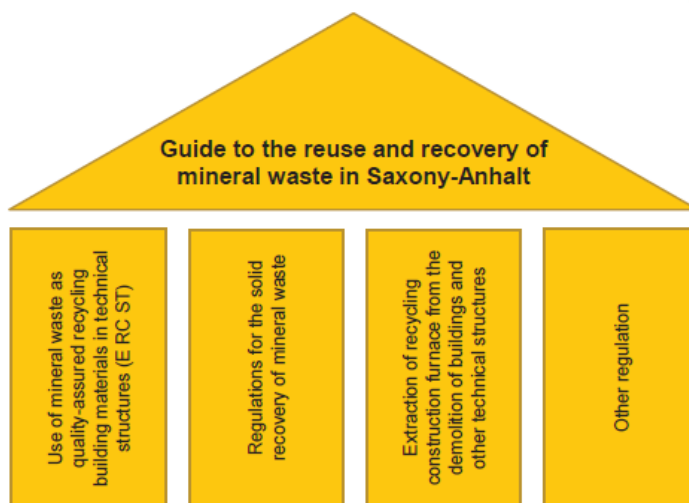 Guide to the reuse and recovery of
mineral waste in Saxony-Anhalt
Use of mineral waste as
quality-assured recycling
building materials in technical
structures (E RC ST)
Regulations for the solid
recovery of mineral waste
Extraction of recycling
construction furnace from the
demolition of buildings and
other technical structures
Other regulation